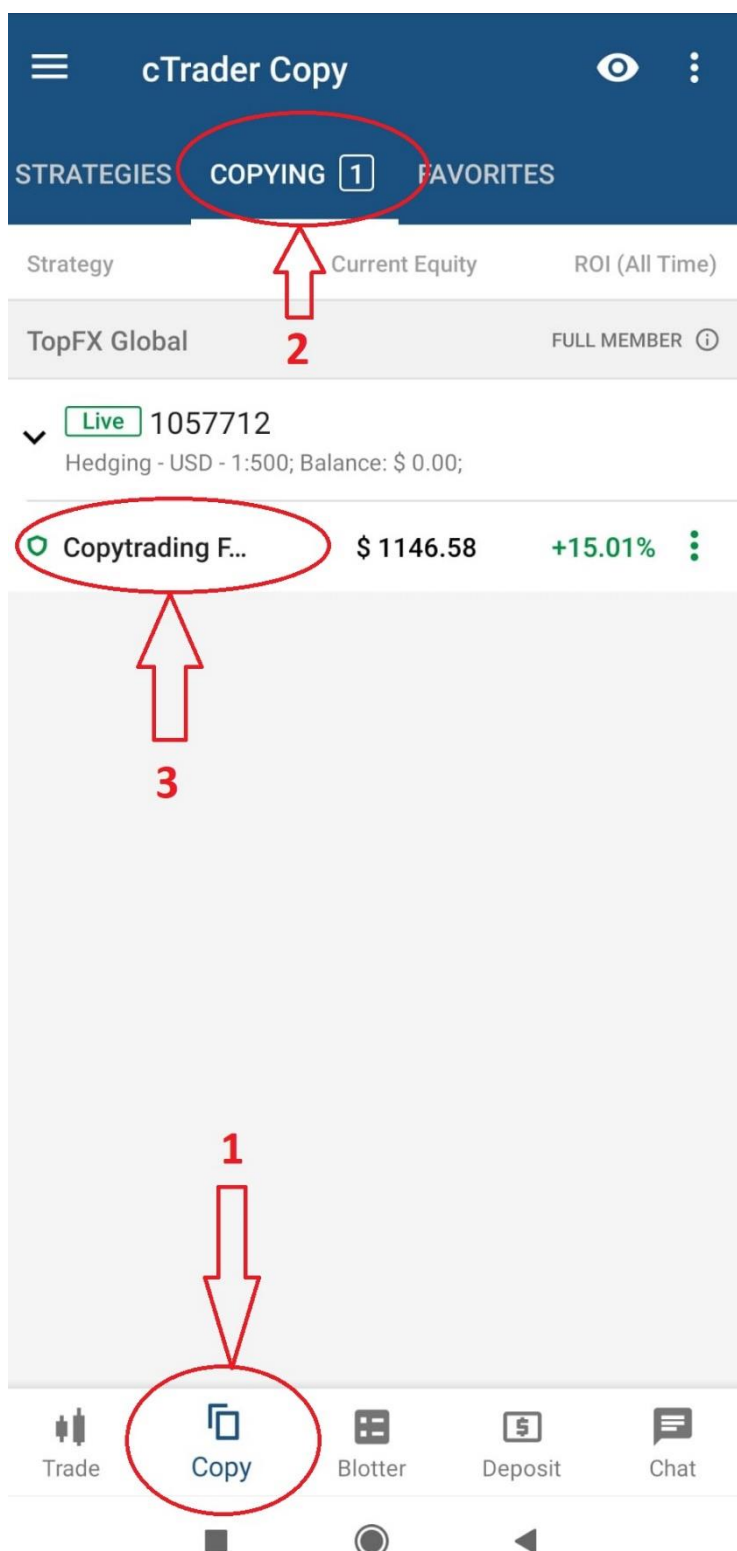 cTrader Copy
STRATEGIES COPYING 1 FAVORITES
Strategy Current Equity ROI (All Time)
2
TopFX Global FULL MEMBER
Live 1057712
Hedging - USD - 1:500; Balance: $ 0.00;
Copytrading F... $ 1146.58 +15.01%
3
1
Trade Copy Blotter Deposit Chat